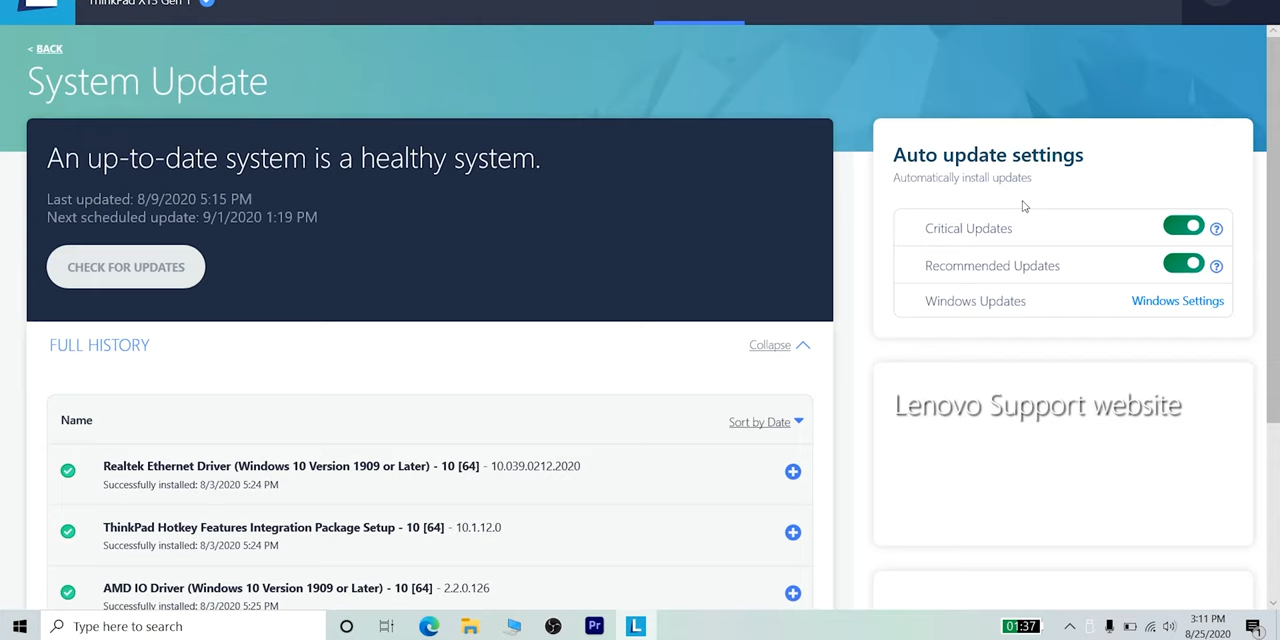 ThinkPad X13 Gen 1
< BACK
System Update
An up-to-date system is a healthy system.
Last updated: 8/9/2020 5:15 PM
Next scheduled update: 9/1/2020 1:19 PM
CHECK FOR UPDATES
FULL HISTORY
Collapse
Name
Sort by Date
Realtek Ethernet Driver (Windows 10 Version 1909 or Later) - 10 [64] - 10.039.0212.2020
Successfully installed: 8/3/2020 5:24 PM
ThinkPad Hotkey Features Integration Package Setup - 10 [64] - 10.1.12.0
Successfully installed: 8/3/2020 5:24 PM
AMD IO Driver (Windows 10 Version 1909 or Later) - 10 [64] - 2.2.0.126
Successfully installed: 8/3/2020 5:25 PM
Auto update settings
Automatically install updates
Critical Updates
?
Recommended Updates
?
Windows Updates
Windows Settings
Lenovo Support website
Type here to search
Pr
L
01:37
3:11 PM
8/25/2020
1